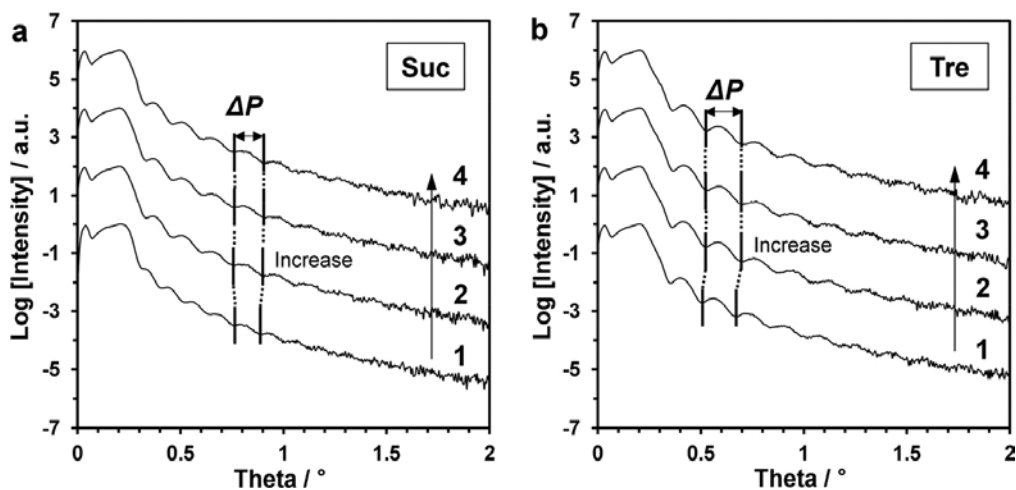 a
Suc
ΔP
Increase
4
3
2
1
7
5
3
1
-1
-3
-5
-7
Log [Intensity] / a.u.
0
0.5
1
1.5
2
Theta / °
b
Tre
ΔP
Increase
4
3
2
1
7
5
3
1
-1
-3
-5
-7
Log [Intensity] / a.u.
0
0.5
1
1.5
2
Theta / °